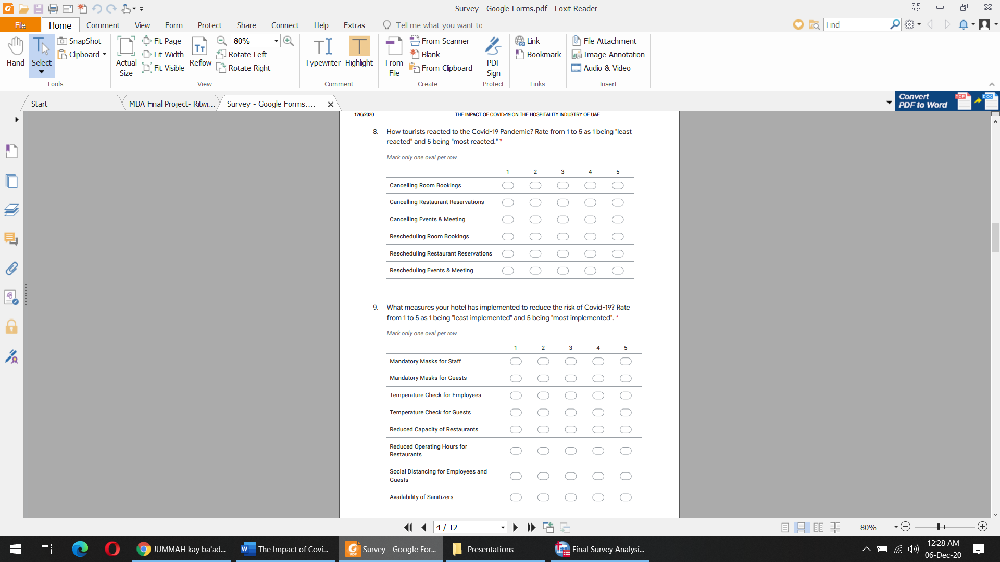 Survey - Google Forms.pdf - Foxit Reader
File Home Comment View Form Protect Share Connect Help Extras Tell me what you want to Find
Hand
Select
SnapShot
Clipboard
Tools
Actual
Size
Fit Page
Fit Width
Fit Visible
Reflow
80%
Rotate Left
Rotate Right
View
Typewriter
Highlight
Comment
From
File
From Scanner
Blank
From Clipboard
Create
PDF
Sign
Protect
Link
Bookmark
Links
File Attachment
Image Annotation
Audio & Video
Insert
Start
MBA Final Project- Ritwi...
Survey - Google Forms....
Convert
PDF to Word
PDF
DOC
12/6/2020 THE IMPACT OF COVID-19 ON THE HOSPITALITY INDUSTRY OF UAE
8. How tourists reacted to the Covid-19 Pandemic? Rate from 1 to 5 as 1 being "least
reacted" and 5 being "most reacted." *
Mark only one oval per row.
1 2 3 4 5
Cancelling Room Bookings
Cancelling Restaurant Reservations
Cancelling Events & Meeting
Rescheduling Room Bookings
Rescheduling Restaurant Reservations
Rescheduling Events & Meeting
9. What measures your hotel has implemented to reduce the risk of Covid-19? Rate
from 1 to 5 as 1 being "least implemented" and 5 being "most implemented". *
Mark only one oval per row.
1 2 3 4 5
Mandatory Masks for Staff
Mandatory Masks for Guests
Temperature Check for Employees
Temperature Check for Guests
Reduced Capacity of Restaurants
Reduced Operating Hours for
Restaurants
Social Distancing for Employees and
Guests
Availability of Sanitizers
4 / 12
80%
JUMMAH kay ba'ad...
The Impact of Covi...
Survey - Google For...
Presentations
Final Survey Analysi...
12:28 AM
06-Dec-20